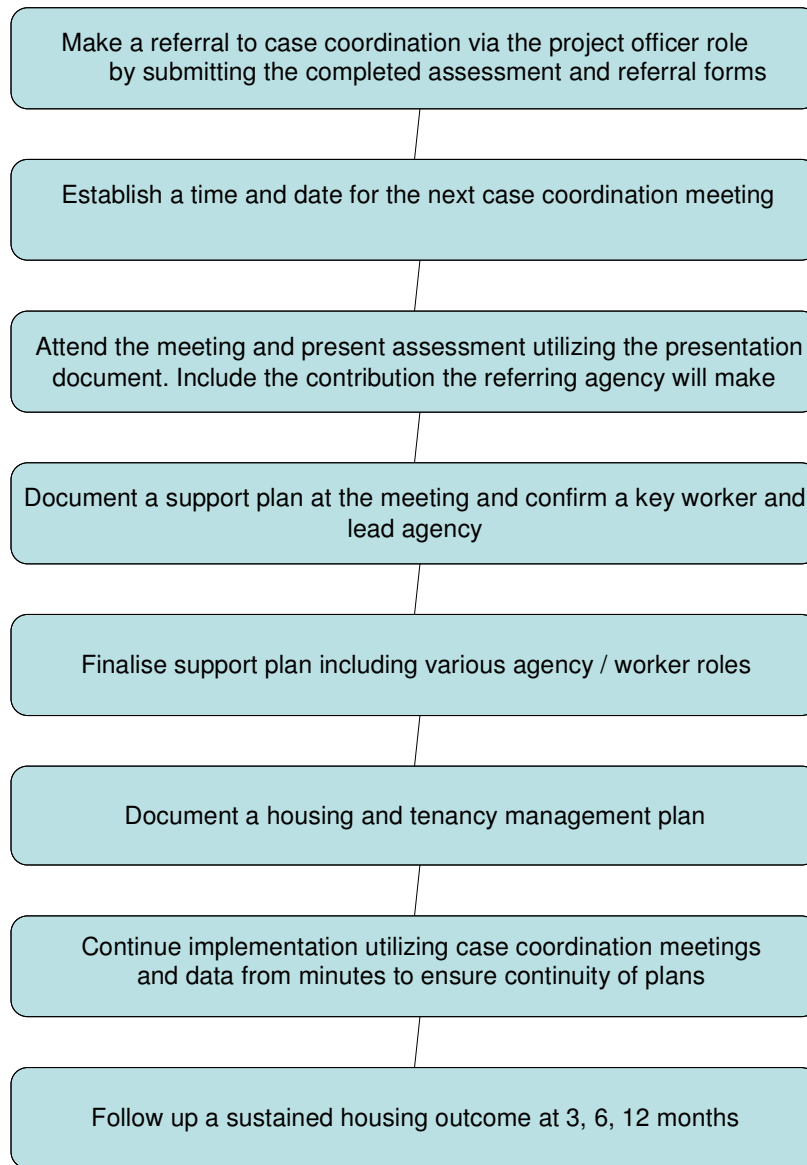 Make a referral to case coordination via the project officer role
by submitting the completed assessment and referral forms
Establish a time and date for the next case coordination meeting
Attend the meeting and present assessment utilizing the presentation
document. Include the contribution the referring agency will make
Document a support plan at the meeting and confirm a key worker and
lead agency
Finalise support plan including various agency / worker roles
Document a housing and tenancy management plan
Continue implementation utilizing case coordination meetings
and data from minutes to ensure continuity of plans
Follow up a sustained housing outcome at 3, 6, 12 months